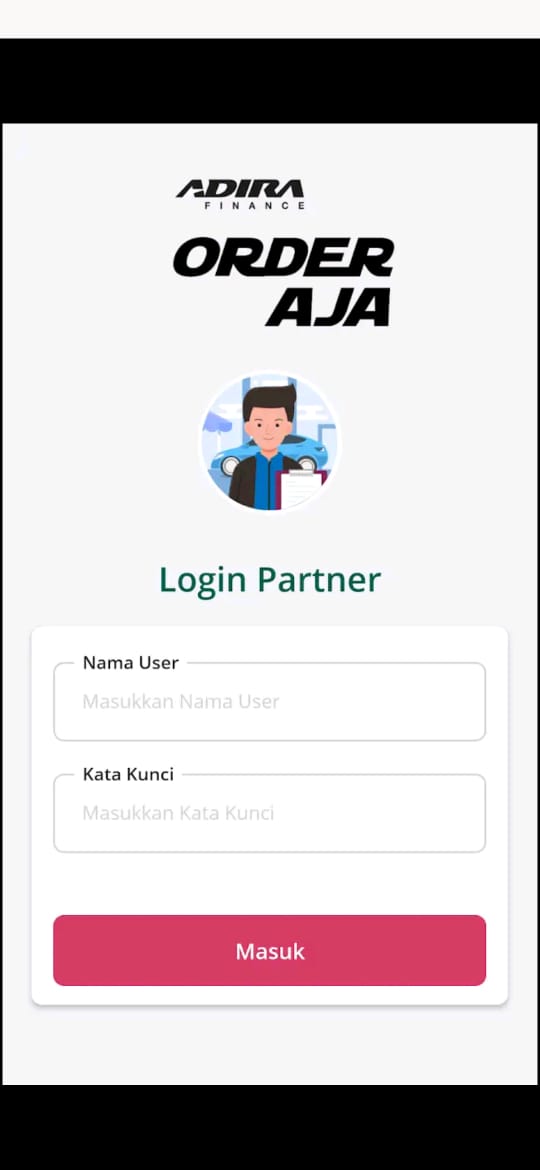 ADIRA
FINANCE
ORDER
AJA
Login Partner
Nama User
Masukkan Nama User
Kata Kunci
Masukkan Kata Kunci
Masuk